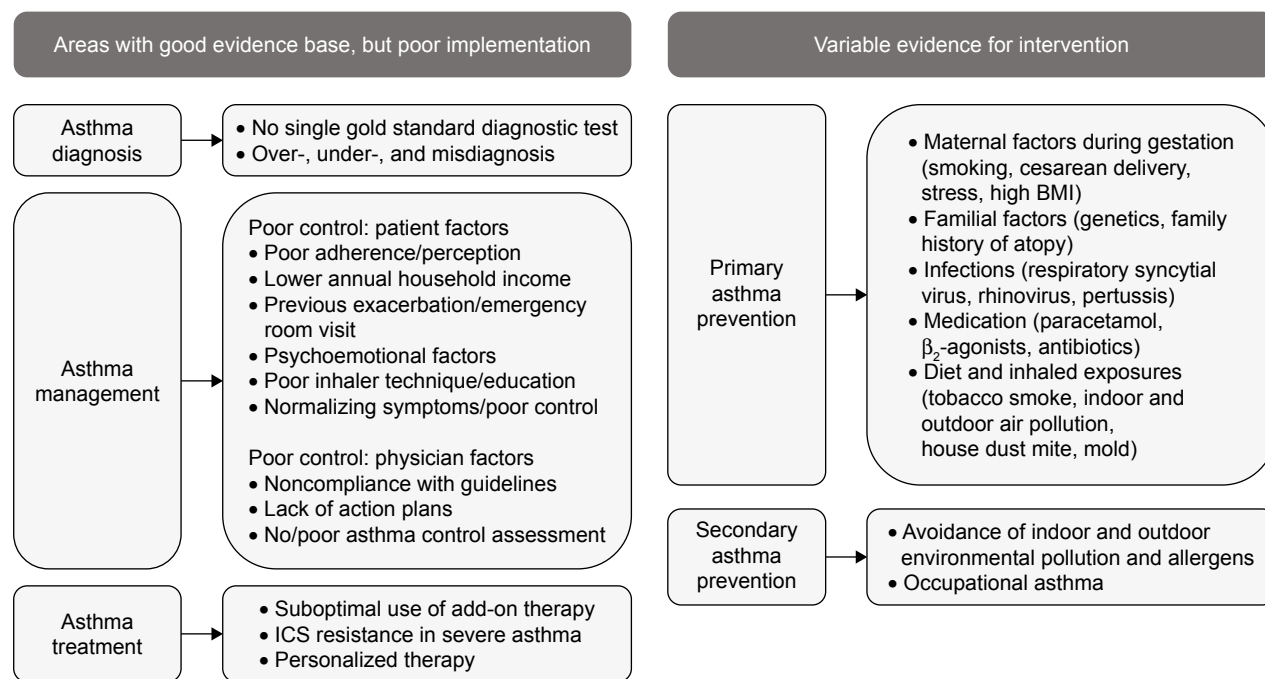 Areas with good evidence base, but poor implementation
Asthma
diagnosis
• No single gold standard diagnostic test
• Over-, under-, and misdiagnosis
Asthma
management
Poor control: patient factors
• Poor adherence/perception
• Lower annual household income
• Previous exacerbation/emergency
room visit
• Psychoemotional factors
• Poor inhaler technique/education
• Normalizing symptoms/poor control
Poor control: physician factors
• Noncompliance with guidelines
• Lack of action plans
• No/poor asthma control assessment
Asthma
treatment
• Suboptimal use of add-on therapy
• ICS resistance in severe asthma
• Personalized therapy
Variable evidence for intervention
Primary
asthma
prevention
• Maternal factors during gestation
(smoking, cesarean delivery,
stress, high BMI)
• Familial factors (genetics, family
history of atopy)
• Infections (respiratory syncytial
virus, rhinovirus, pertussis)
• Medication (paracetamol,
β₂-agonists, antibiotics)
• Diet and inhaled exposures
(tobacco smoke, indoor and
outdoor air pollution,
house dust mite, mold)
Secondary
asthma
prevention
• Avoidance of indoor and outdoor
environmental pollution and allergens
• Occupational asthma